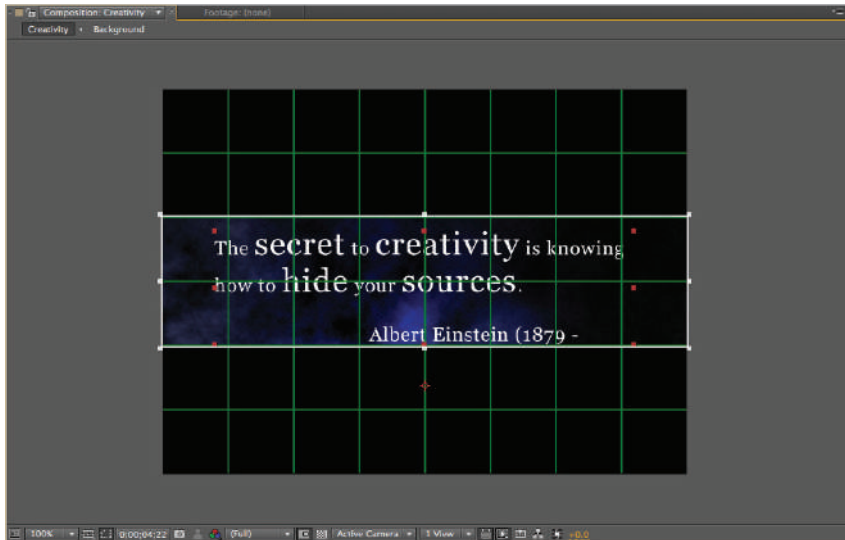 Composition: Creativity
Footage: (none)
Creativity
Background
The secret to creativity is knowing
how to hide your sources.
Albert Einstein (1879 -
100%
0;00;04;22
(Full)
Active Camera
1 View
+0.0